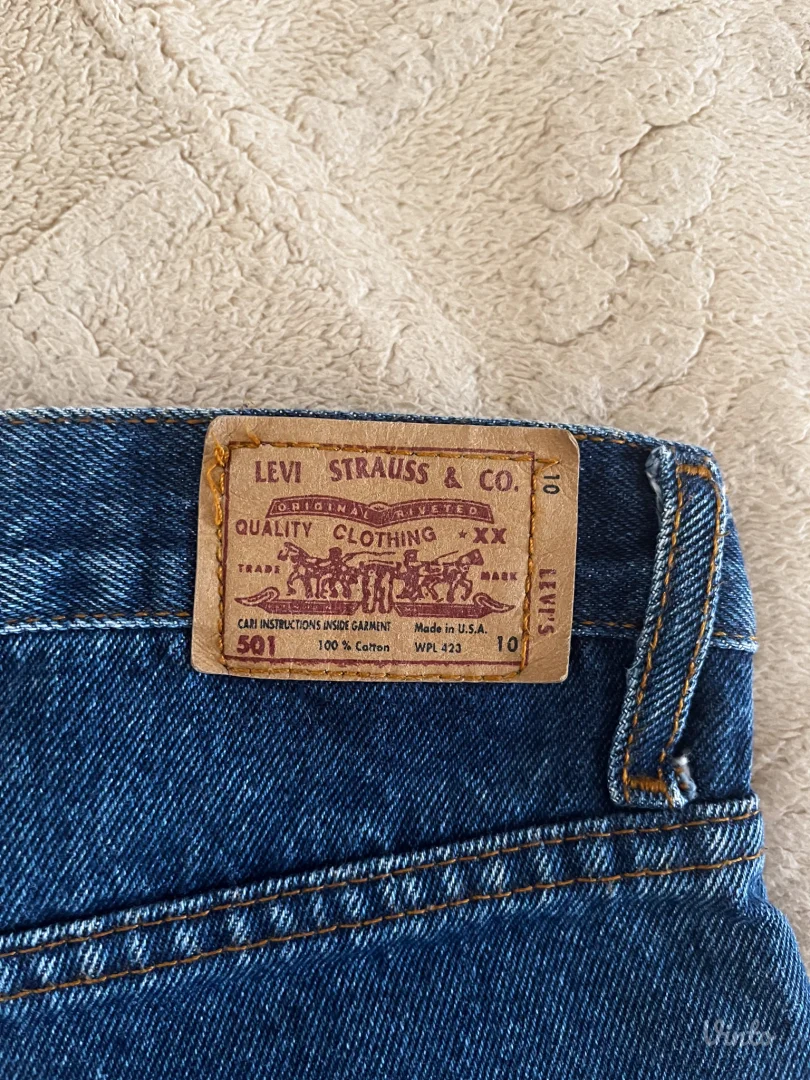 LEVI STRAUSS & CO.
ORIGINAL RIVETED
QUALITY CLOTHING ★XX
TRADE MARK
CARE INSTRUCTIONS INSIDE GARMENT Made in U.S.A.
501 100 % Cotton WPL 423 10
10 LEVI'S
Vinted